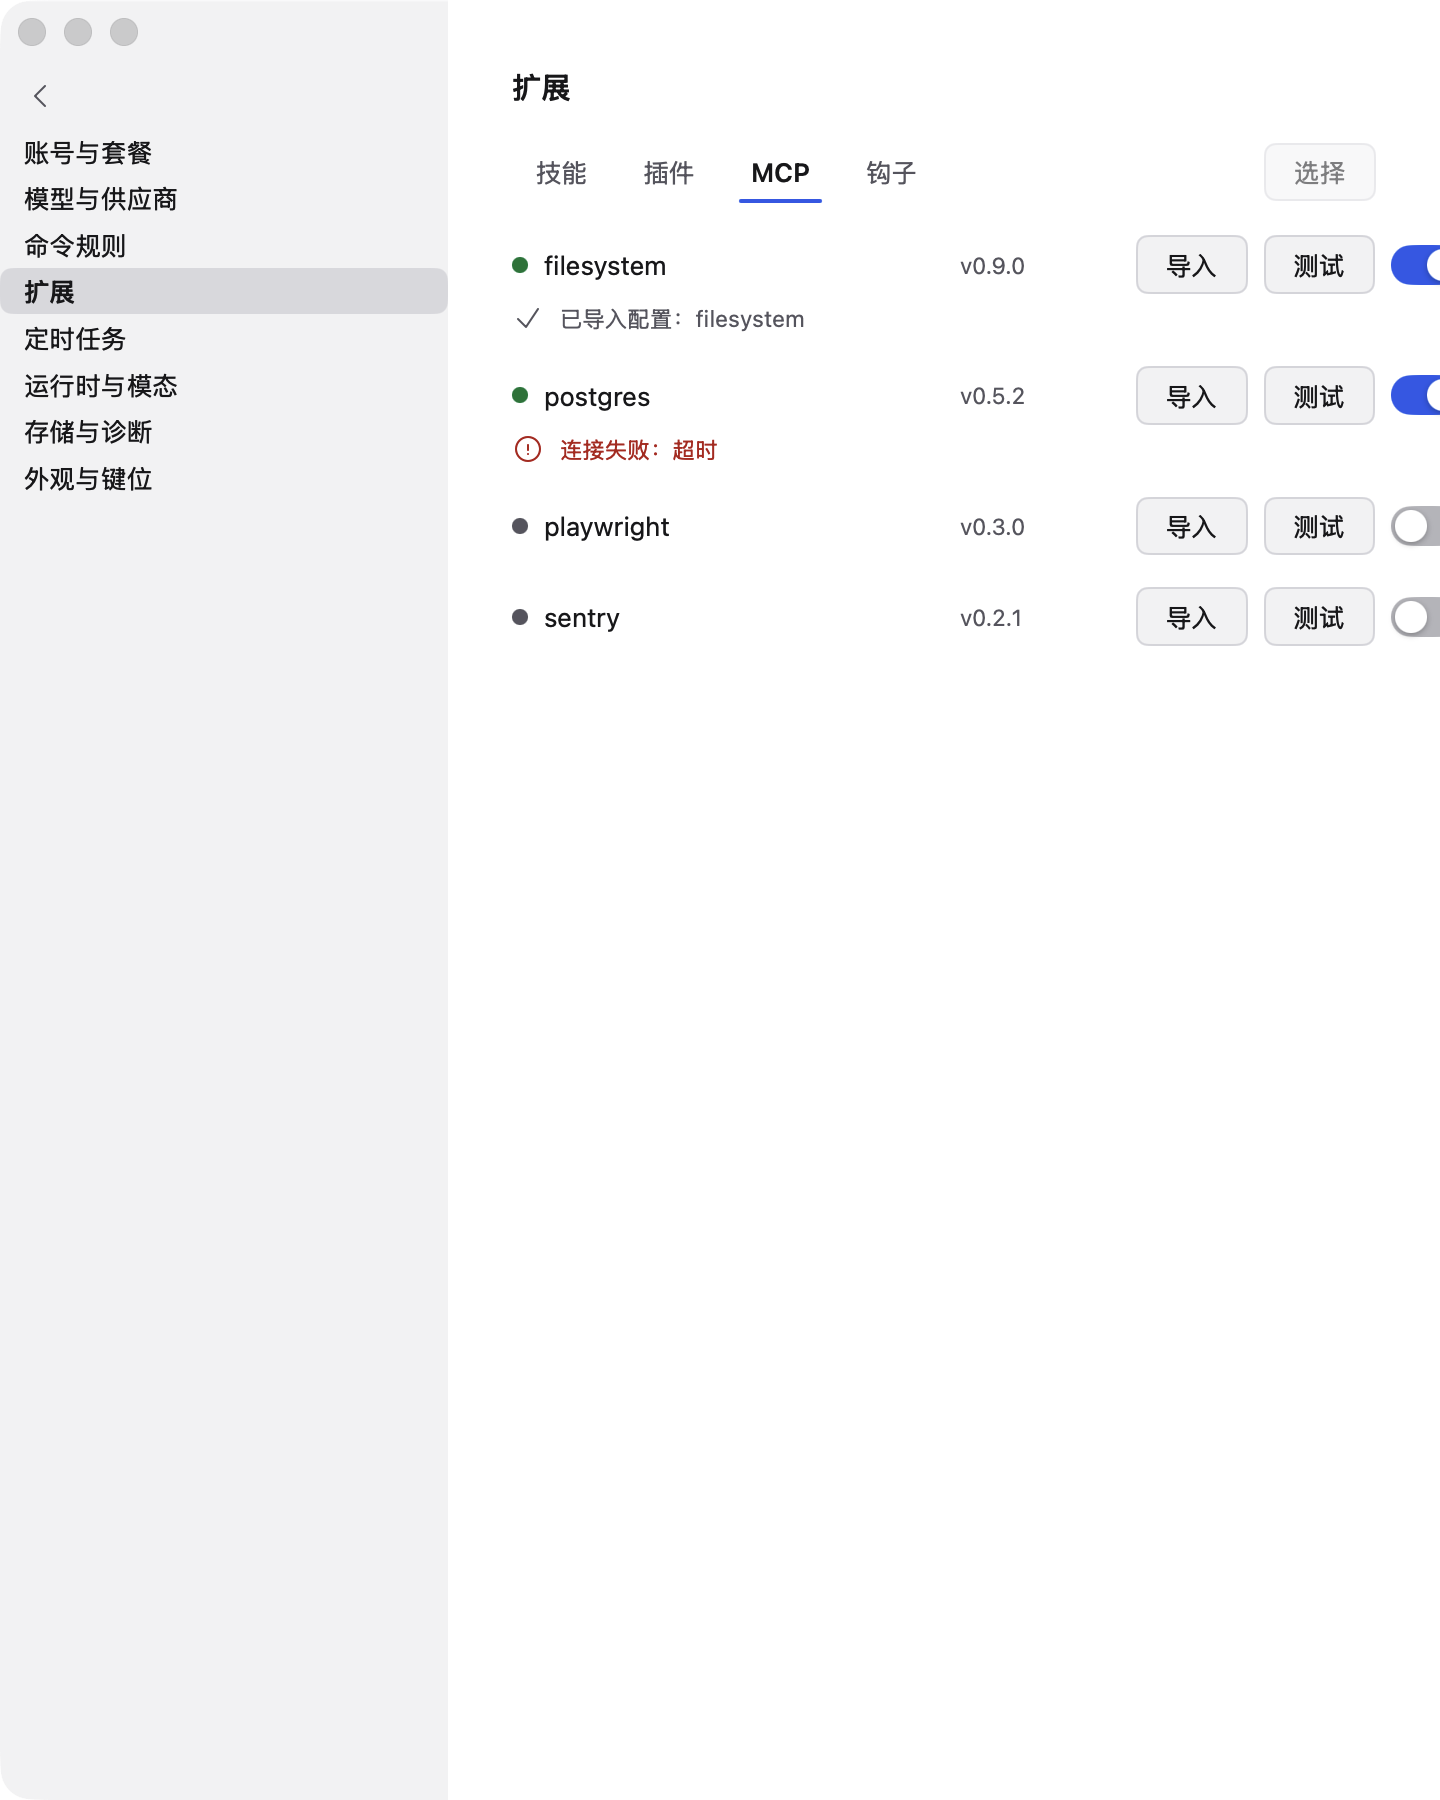 扩展
账号与套餐
模型与供应商
命令规则
扩展
定时任务
运行时与模态
存储与诊断
外观与键位
技能 插件 MCP 钩子 选择
filesystem v0.9.0 导入 测试
已导入配置：filesystem
postgres v0.5.2 导入 测试
连接失败：超时
playwright v0.3.0 导入 测试
sentry v0.2.1 导入 测试